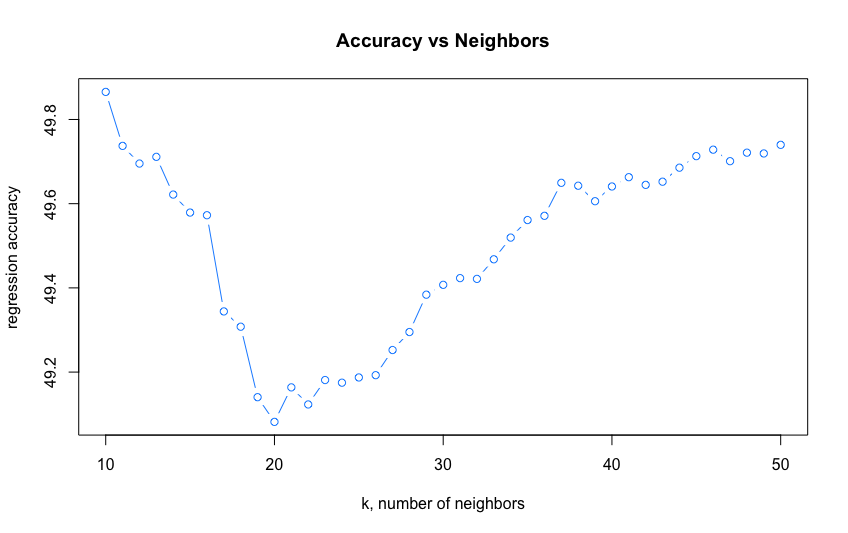 Accuracy vs Neighbors
regression accuracy
49.8
49.6
49.4
49.2
10 20 30 40 50
k, number of neighbors